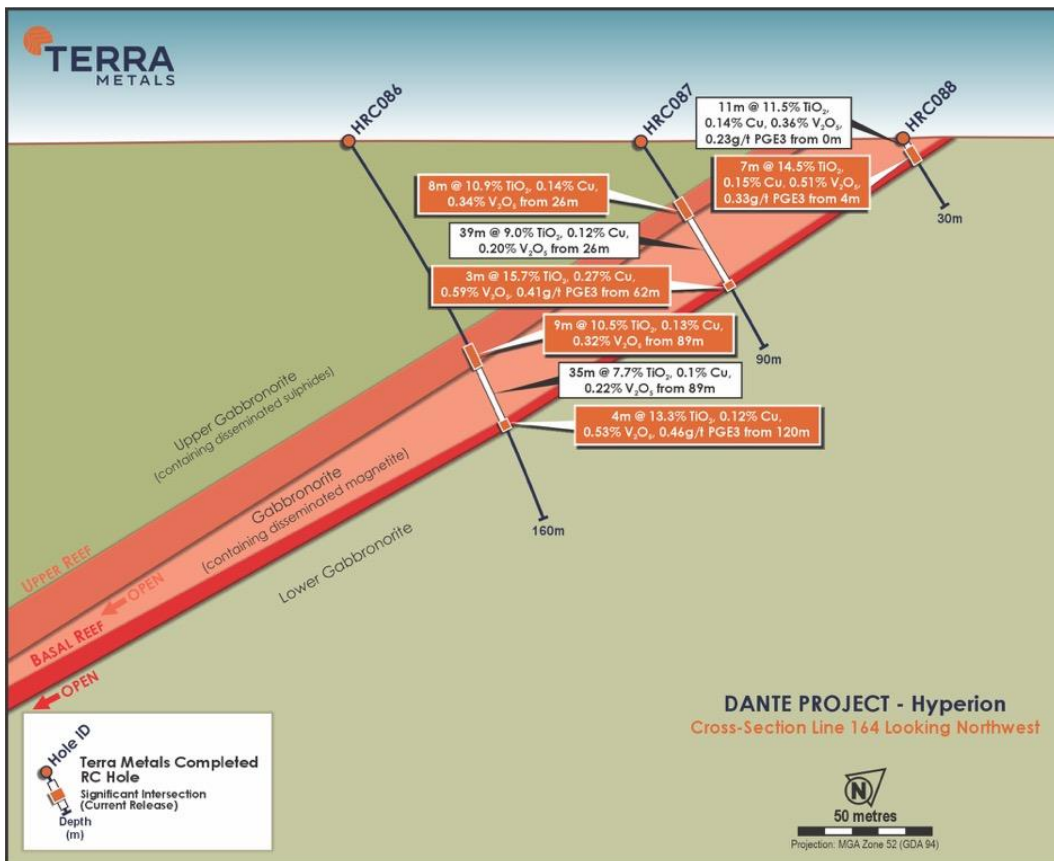 TERRA
METALS
HRC086
HRC087
HRC088
11m @ 11.5% TiO₂,
0.14% Cu, 0.36% V₂O₅,
0.23g/t PGE3 from 0m
7m @ 14.5% TiO₂,
0.15% Cu, 0.51% V₂O₅,
0.33g/t PGE3 from 4m
30m
8m @ 10.9% TiO₂, 0.14% Cu,
0.34% V₂O₅ from 26m
39m @ 9.0% TiO₂, 0.12% Cu,
0.20% V₂O₅ from 26m
3m @ 15.7% TiO₂, 0.27% Cu,
0.59% V₂O₅, 0.41g/t PGE3 from 62m
90m
9m @ 10.5% TiO₂, 0.13% Cu,
0.32% V₂O₅ from 89m
35m @ 7.7% TiO₂, 0.1% Cu,
0.22% V₂O₅ from 89m
4m @ 13.3% TiO₂, 0.12% Cu,
0.53% V₂O₅, 0.46g/t PGE3 from 120m
160m
Upper Gabbronorite
(containing disseminated sulphides)
Gabbronorite
(containing disseminated magnetite)
Lower Gabbronorite
UPPER REEF
OPEN
BASAL REEF
OPEN
Hole ID
Terra Metals Completed
RC Hole
Significant Intersection
(Current Release)
Depth
(m)
DANTE PROJECT - Hyperion
Cross-Section Line 164 Looking Northwest
N
50 metres
Projection: MGA Zone 52 (GDA 94)